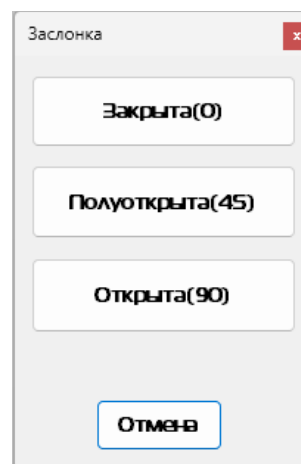 Заслонка
x
Закрыта(0)
Полуоткрыта(45)
Открыта(90)
Отмена